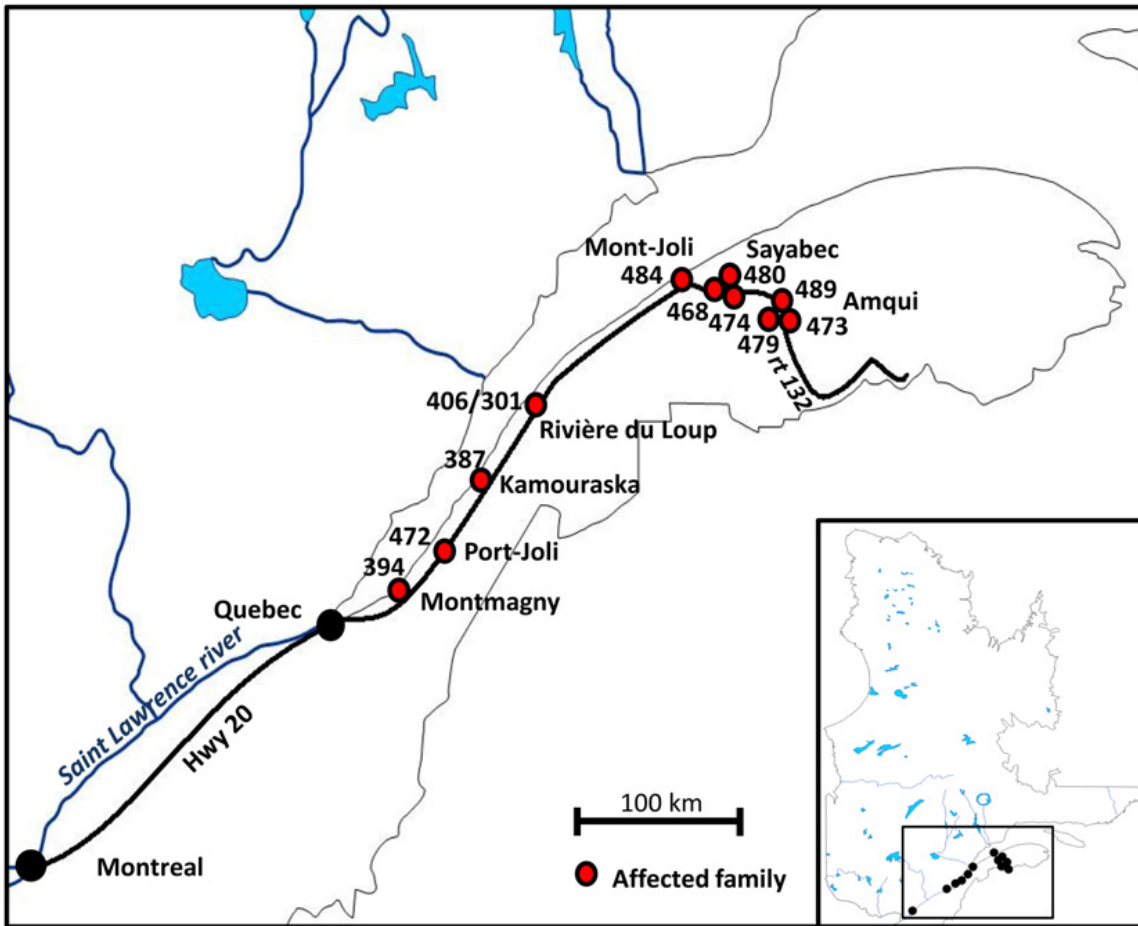 Mont-Joli
Sayabec
484
480
489
Amqui
468
474
479
473
rt 132
406/301
Rivière du Loup
387
Kamouraska
472
Port-Joli
394
Montmagny
Quebec
Saint Lawrence river
Hwy 20
100 km
Montreal
Affected family